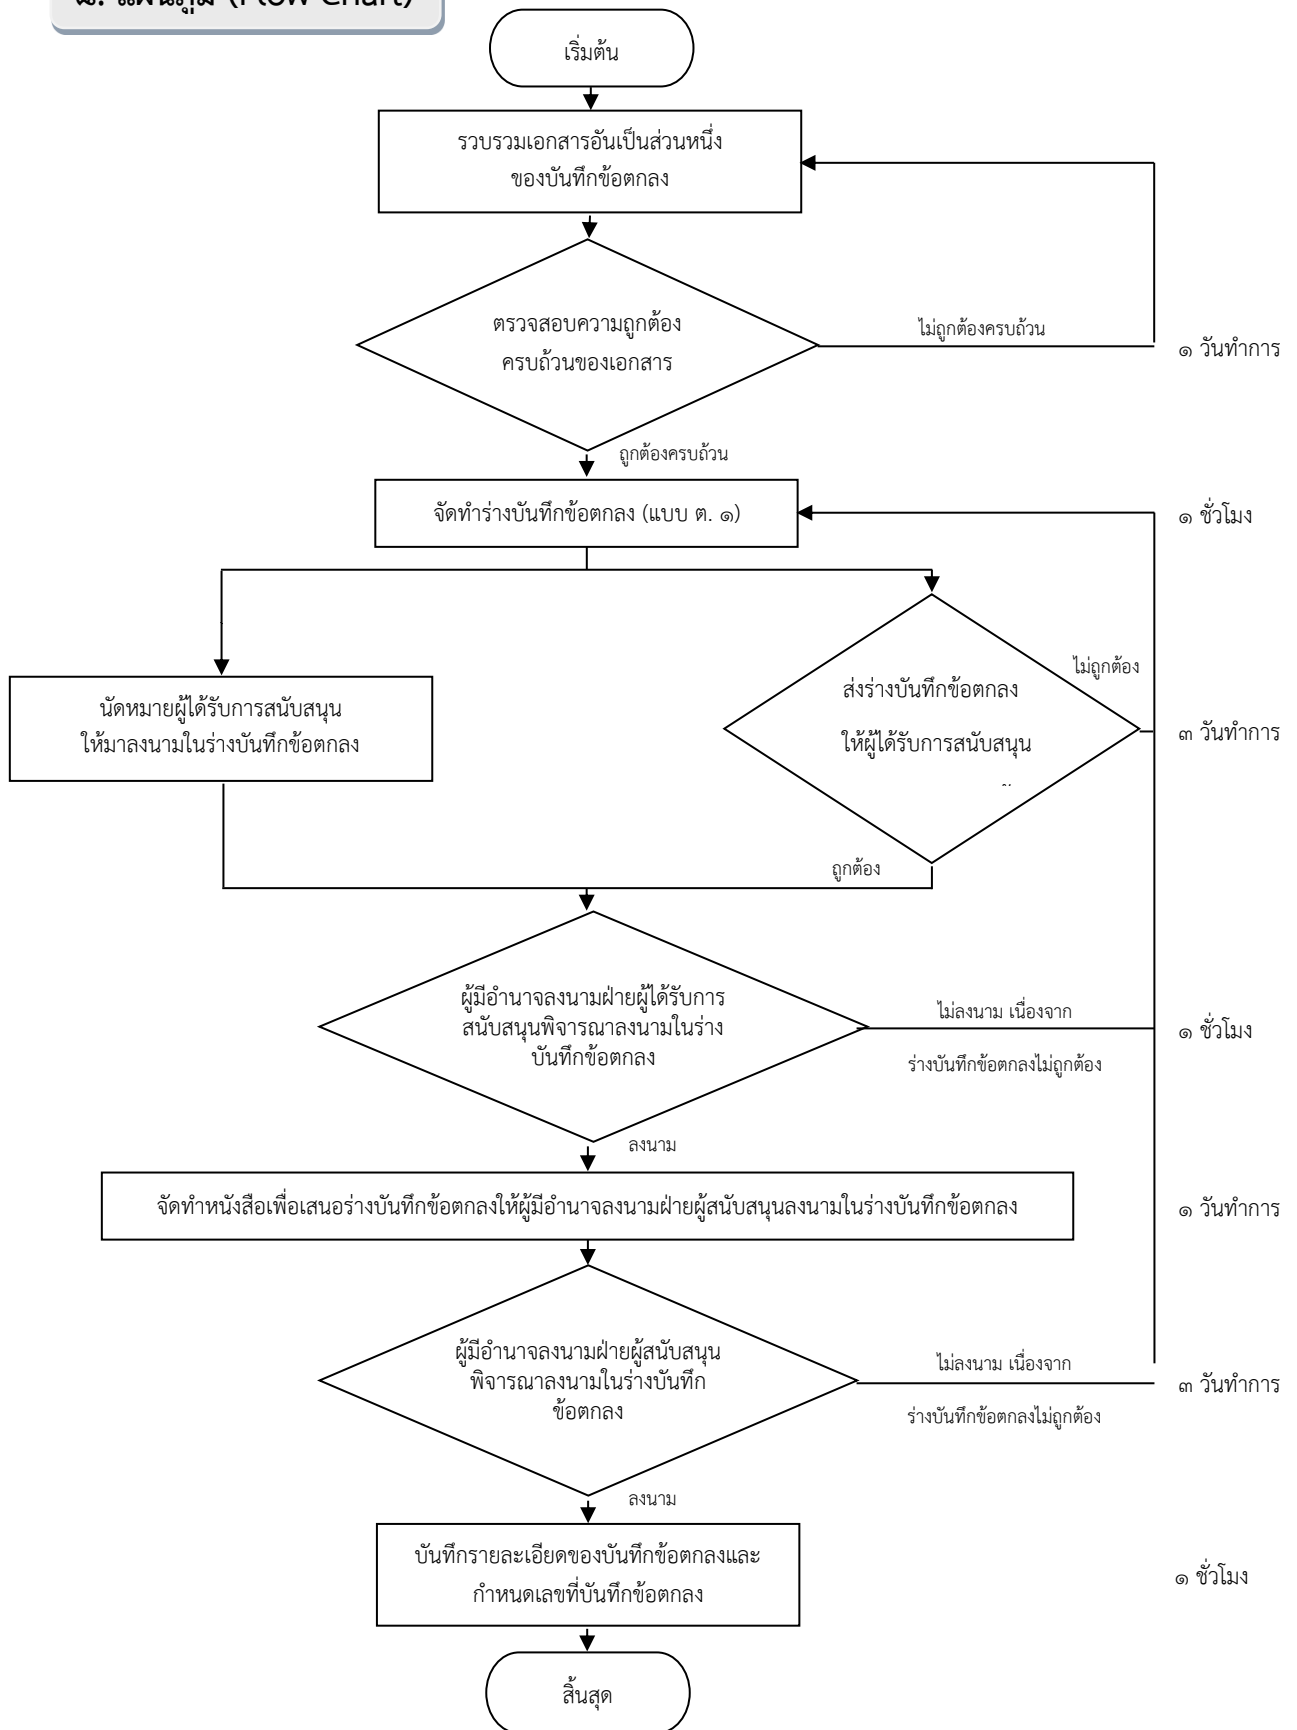 แผนภูมิ (Flow Chart)
เริ่มต้น
รวบรวมเอกสารอันเป็นส่วนหนึ่ง
ของบันทึกข้อตกลง
ตรวจสอบความถูกต้อง
ครบถ้วนของเอกสาร
ไม่ถูกต้องครบถ้วน
๑ วันทำการ
ถูกต้องครบถ้วน
จัดทำร่างบันทึกข้อตกลง (แบบ ต. ๑)
๑ ชั่วโมง
นัดหมายผู้ได้รับการสนับสนุน
ให้มาลงนามในร่างบันทึกข้อตกลง
ส่งร่างบันทึกข้อตกลง
ให้ผู้ได้รับการสนับสนุน
ไม่ถูกต้อง
๓ วันทำการ
ถูกต้อง
ผู้มีอำนาจลงนามฝ่ายผู้ได้รับการ
สนับสนุนพิจารณาลงนามในร่าง
บันทึกข้อตกลง
ไม่ลงนาม เนื่องจาก
ร่างบันทึกข้อตกลงไม่ถูกต้อง
๑ ชั่วโมง
ลงนาม
จัดทำหนังสือเพื่อเสนอร่างบันทึกข้อตกลงให้ผู้มีอำนาจลงนามฝ่ายผู้สนับสนุนลงนามในร่างบันทึกข้อตกลง
๑ วันทำการ
ผู้มีอำนาจลงนามฝ่ายผู้สนับสนุน
พิจารณาลงนามในร่างบันทึก
ข้อตกลง
ไม่ลงนาม เนื่องจาก
ร่างบันทึกข้อตกลงไม่ถูกต้อง
๓ วันทำการ
ลงนาม
บันทึกรายละเอียดของบันทึกข้อตกลงและ
กำหนดเลขที่บันทึกข้อตกลง
๑ ชั่วโมง
สิ้นสุด